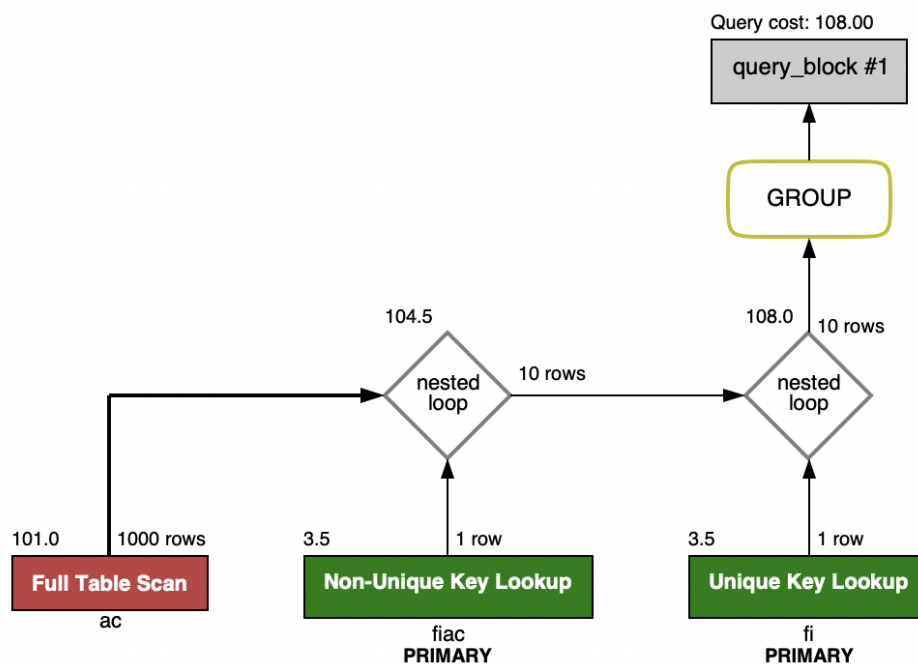 Query cost: 108.00
query_block #1
GROUP
104.5
108.0
10 rows
nested
loop
10 rows
nested
loop
101.0
1000 rows
3.5
1 row
3.5
1 row
Full Table Scan
Non-Unique Key Lookup
Unique Key Lookup
ac
fiac
fi
PRIMARY
PRIMARY